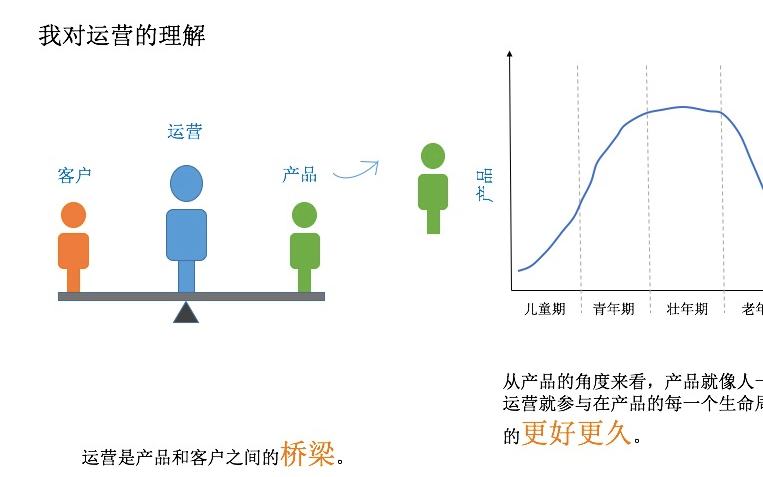 我对运营的理解
运营
客户
产品
产品
儿童期
青年期
壮年期
老年
从产品的角度来看，产品就像人一
运营就参与在产品的每一个生命周
的更好更久。
运营是产品和客户之间的桥梁。